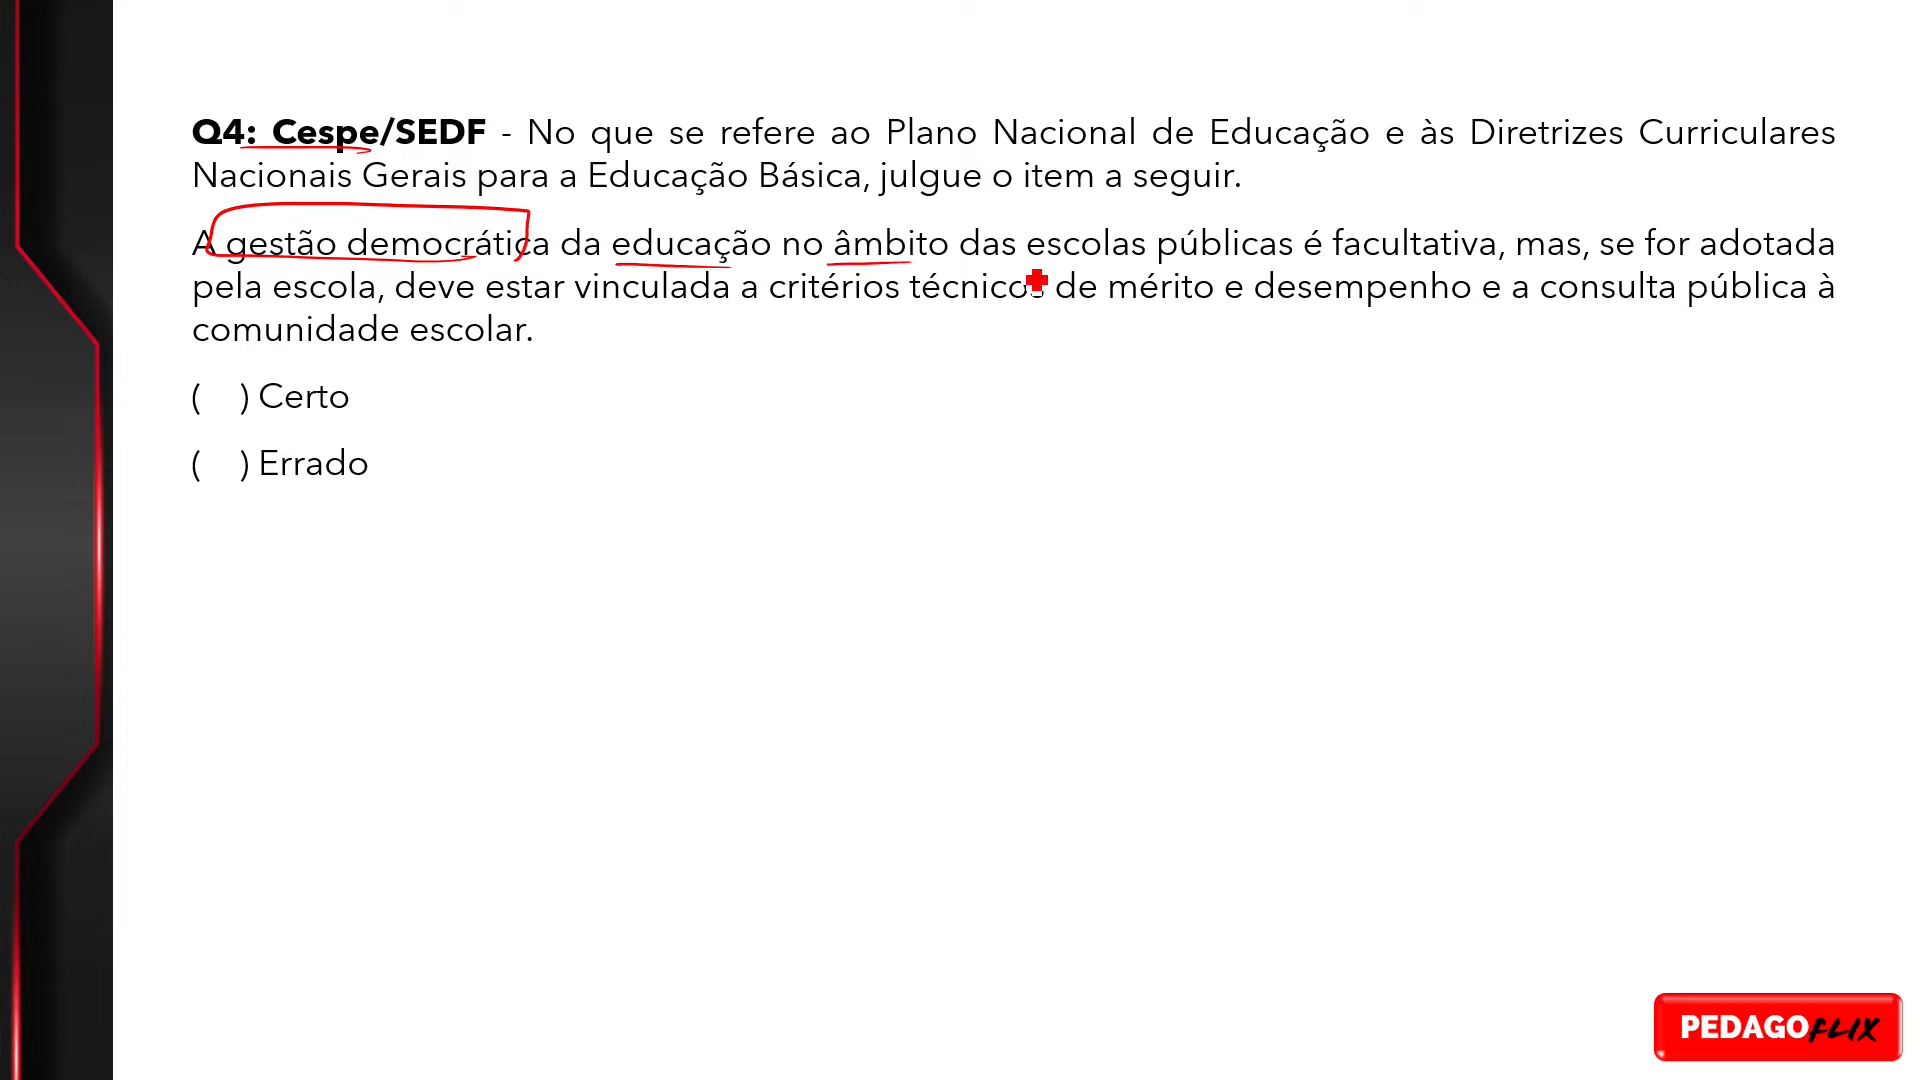 Q4: Cespe/SEDF - No que se refere ao Plano Nacional de Educação e às Diretrizes Curriculares
Nacionais Gerais para a Educação Básica, julgue o item a seguir.
A gestão democrática da educação no âmbito das escolas públicas é facultativa, mas, se for adotada
pela escola, deve estar vinculada a critérios técnicos de mérito e desempenho e a consulta pública à
comunidade escolar.
( ) Certo
( ) Errado
PEDAGOFLIX